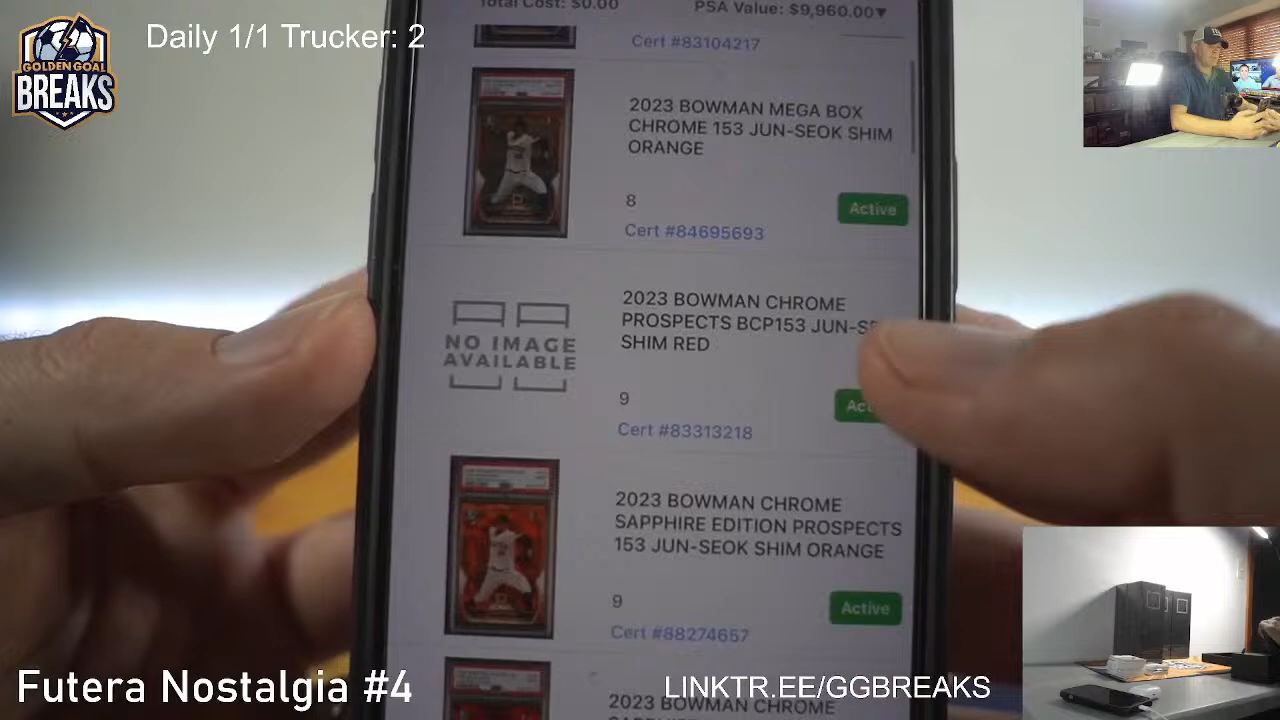 Total Cost: $0.00
PSA Value: $9,960.00▼
GOLDEN GOAL
BREAKS
Daily 1/1 Trucker: 2
Cert #83104217
2023 BOWMAN MEGA BOX
CHROME 153 JUN-SEOK SHIM
ORANGE
8
Active
Cert #84695693
NO IMAGE
AVAILABLE
2023 BOWMAN CHROME
PROSPECTS BCP153
SHIM RED
9
Cert #83313218
2023 BOWMAN CHROME
SAPPHIRE EDITION PROSPECTS
153 JUN-SEOK SHIM ORANGE
9
Active
Cert #88274657
2023 BOWMAN CHROME
Futera Nostalgia #4
LINKTR.EE/GGBREAKS